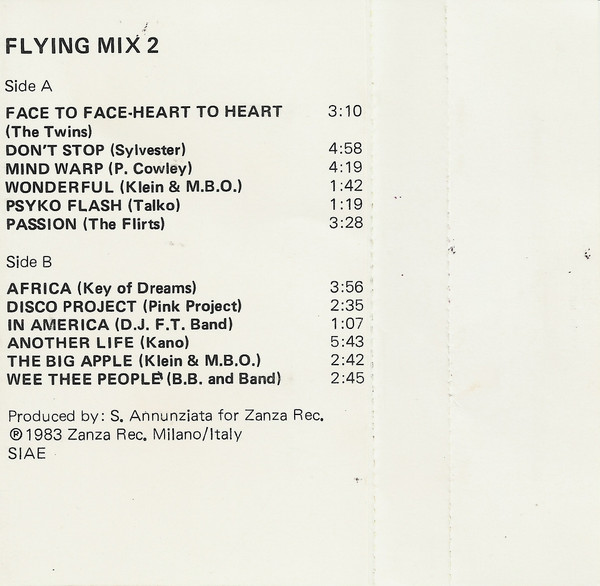 FLYING MIX 2
Side A
FACE TO FACE-HEART TO HEART 3:10
(The Twins)
DON'T STOP (Sylvester) 4:58
MIND WARP (P. Cowley) 4:19
WONDERFUL (Klein & M.B.O.) 1:42
PSYKO FLASH (Talko) 1:19
PASSION (The Flirts) 3:28
Side B
AFRICA (Key of Dreams) 3:56
DISCO PROJECT (Pink Project) 2:35
IN AMERICA (D.J. F.T. Band) 1:07
ANOTHER LIFE (Kano) 5:43
THE BIG APPLE (Klein & M.B.O.) 2:42
WEE THEE PEOPLE (B.B. and Band) 2:45
Produced by: S. Annunziata for Zanza Rec.
℗1983 Zanza Rec. Milano/Italy
SIAE